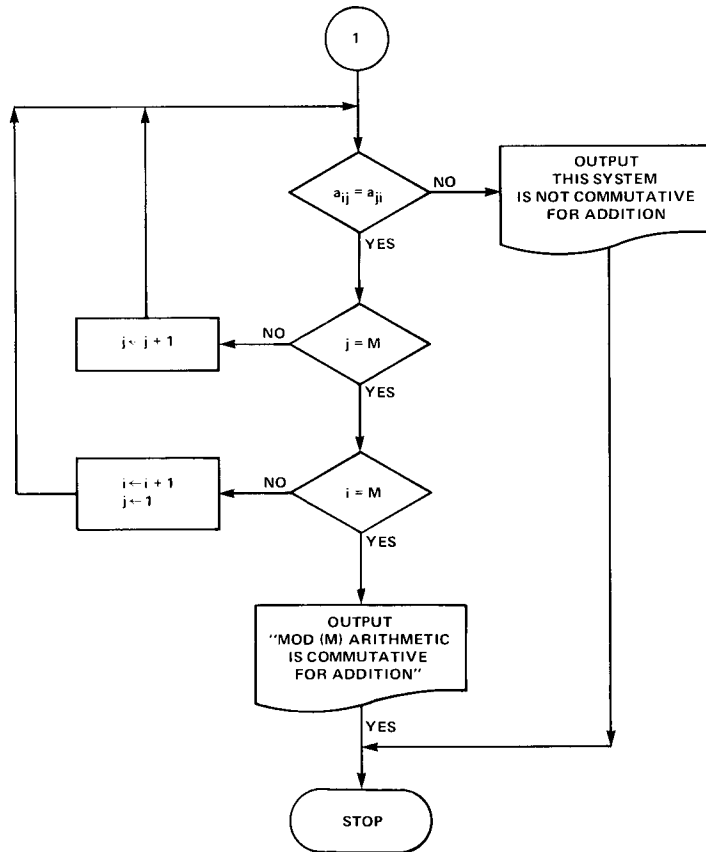 1
a_ij = a_ji
NO
OUTPUT
THIS SYSTEM
IS NOT COMMUTATIVE
FOR ADDITION
YES
j ← j + 1
NO
j = M
YES
i ← i + 1
j ← 1
NO
i = M
YES
OUTPUT
"MOD (M) ARITHMETIC
IS COMMUTATIVE
FOR ADDITION"
YES
STOP